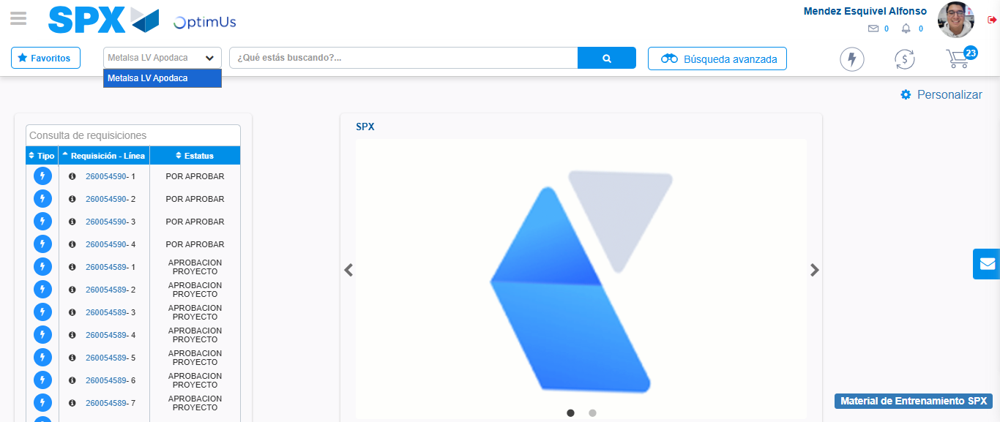 SPX
OptimUs
Mendez Esquivel Alfonso
0 0
Favoritos
Metalsa LV Apodaca
¿Qué estás buscando?...
Búsqueda avanzada
23
Metalsa LV Apodaca
Personalizar
Consulta de requisiciones
Tipo Requisición - Línea Estatus
260054590- 1 POR APROBAR
260054590- 2 POR APROBAR
260054590- 3 POR APROBAR
260054590- 4 POR APROBAR
260054589- 1 APROBACION PROYECTO
260054589- 2 APROBACION PROYECTO
260054589- 3 APROBACION PROYECTO
260054589- 4 APROBACION PROYECTO
260054589- 5 APROBACION PROYECTO
260054589- 6 APROBACION PROYECTO
260054589- 7 APROBACION PROYECTO
SPX
Material de Entrenamiento SPX